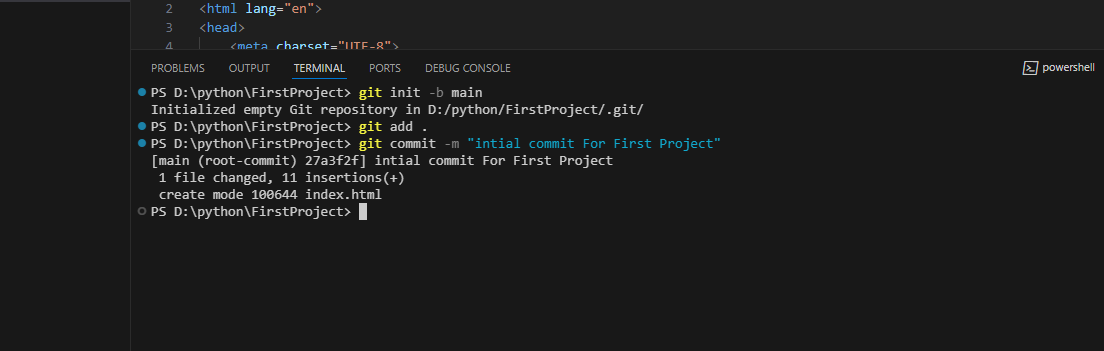 2 <html lang="en">
3 <head>
4 <meta charset="UTF-8">
PROBLEMS OUTPUT TERMINAL PORTS DEBUG CONSOLE powershell
PS D:\python\FirstProject> git init -b main
Initialized empty Git repository in D:/python/FirstProject/.git/
PS D:\python\FirstProject> git add .
PS D:\python\FirstProject> git commit -m "intial commit For First Project"
[main (root-commit) 27a3f2f] intial commit For First Project
1 file changed, 11 insertions(+)
create mode 100644 index.html
PS D:\python\FirstProject>